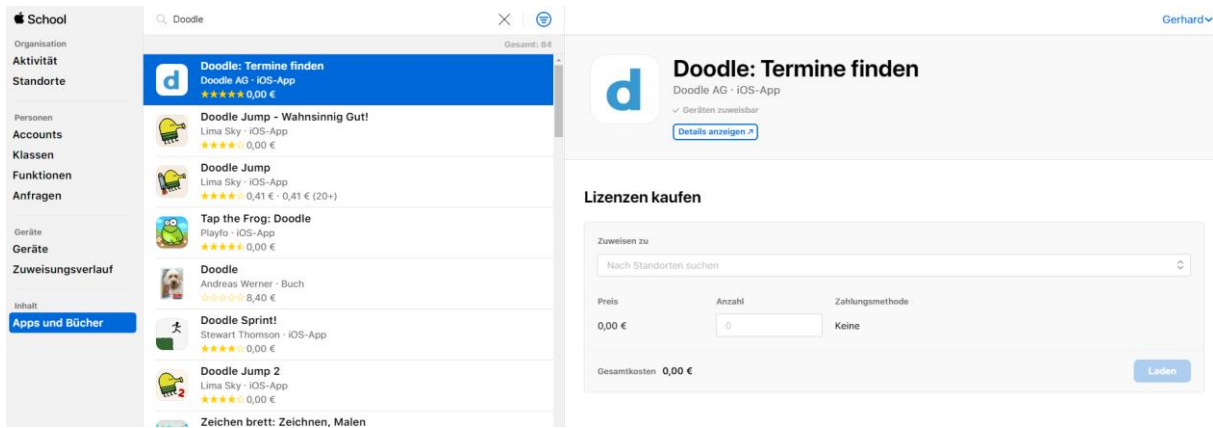 School
Organisation
Aktivität
Standorte
Personen
Accounts
Klassen
Funktionen
Anfragen
Geräte
Geräte
Zuweisungsverlauf
Inhalt
Apps und Bücher
Doodle
Gesamt: 84
d
Doodle: Termine finden
Doodle AG · iOS-App
★★★★★ 0,00 €
Doodle Jump - Wahnsinnig Gut!
Lima Sky · iOS-App
★★★★☆ 0,00 €
Doodle Jump
Lima Sky · iOS-App
★★★★☆ 0,41 € · 0,41 € (20+)
Tap the Frog: Doodle
Playfo · iOS-App
0,00 €
Doodle
Andreas Werner · Buch
☆☆☆☆☆ 8,40 €
Doodle Sprint!
Stewart Thomson · iOS-App
★★★★☆ 0,00 €
Doodle Jump 2
Lima Sky · iOS-App
★★★★☆ 0,00 €
2
Zeichen brett: Zeichnen, Malen
Gerhard
d
Doodle: Termine finden
Doodle AG · iOS-App
✓ Geräten zuweisbar
Details anzeigen ↗
Lizenzen kaufen
Zuweisen zu
Nach Standorten suchen
Preis Anzahl Zahlungsmethode
0,00 € 0 Keine
Gesamtkosten 0,00 €
Laden